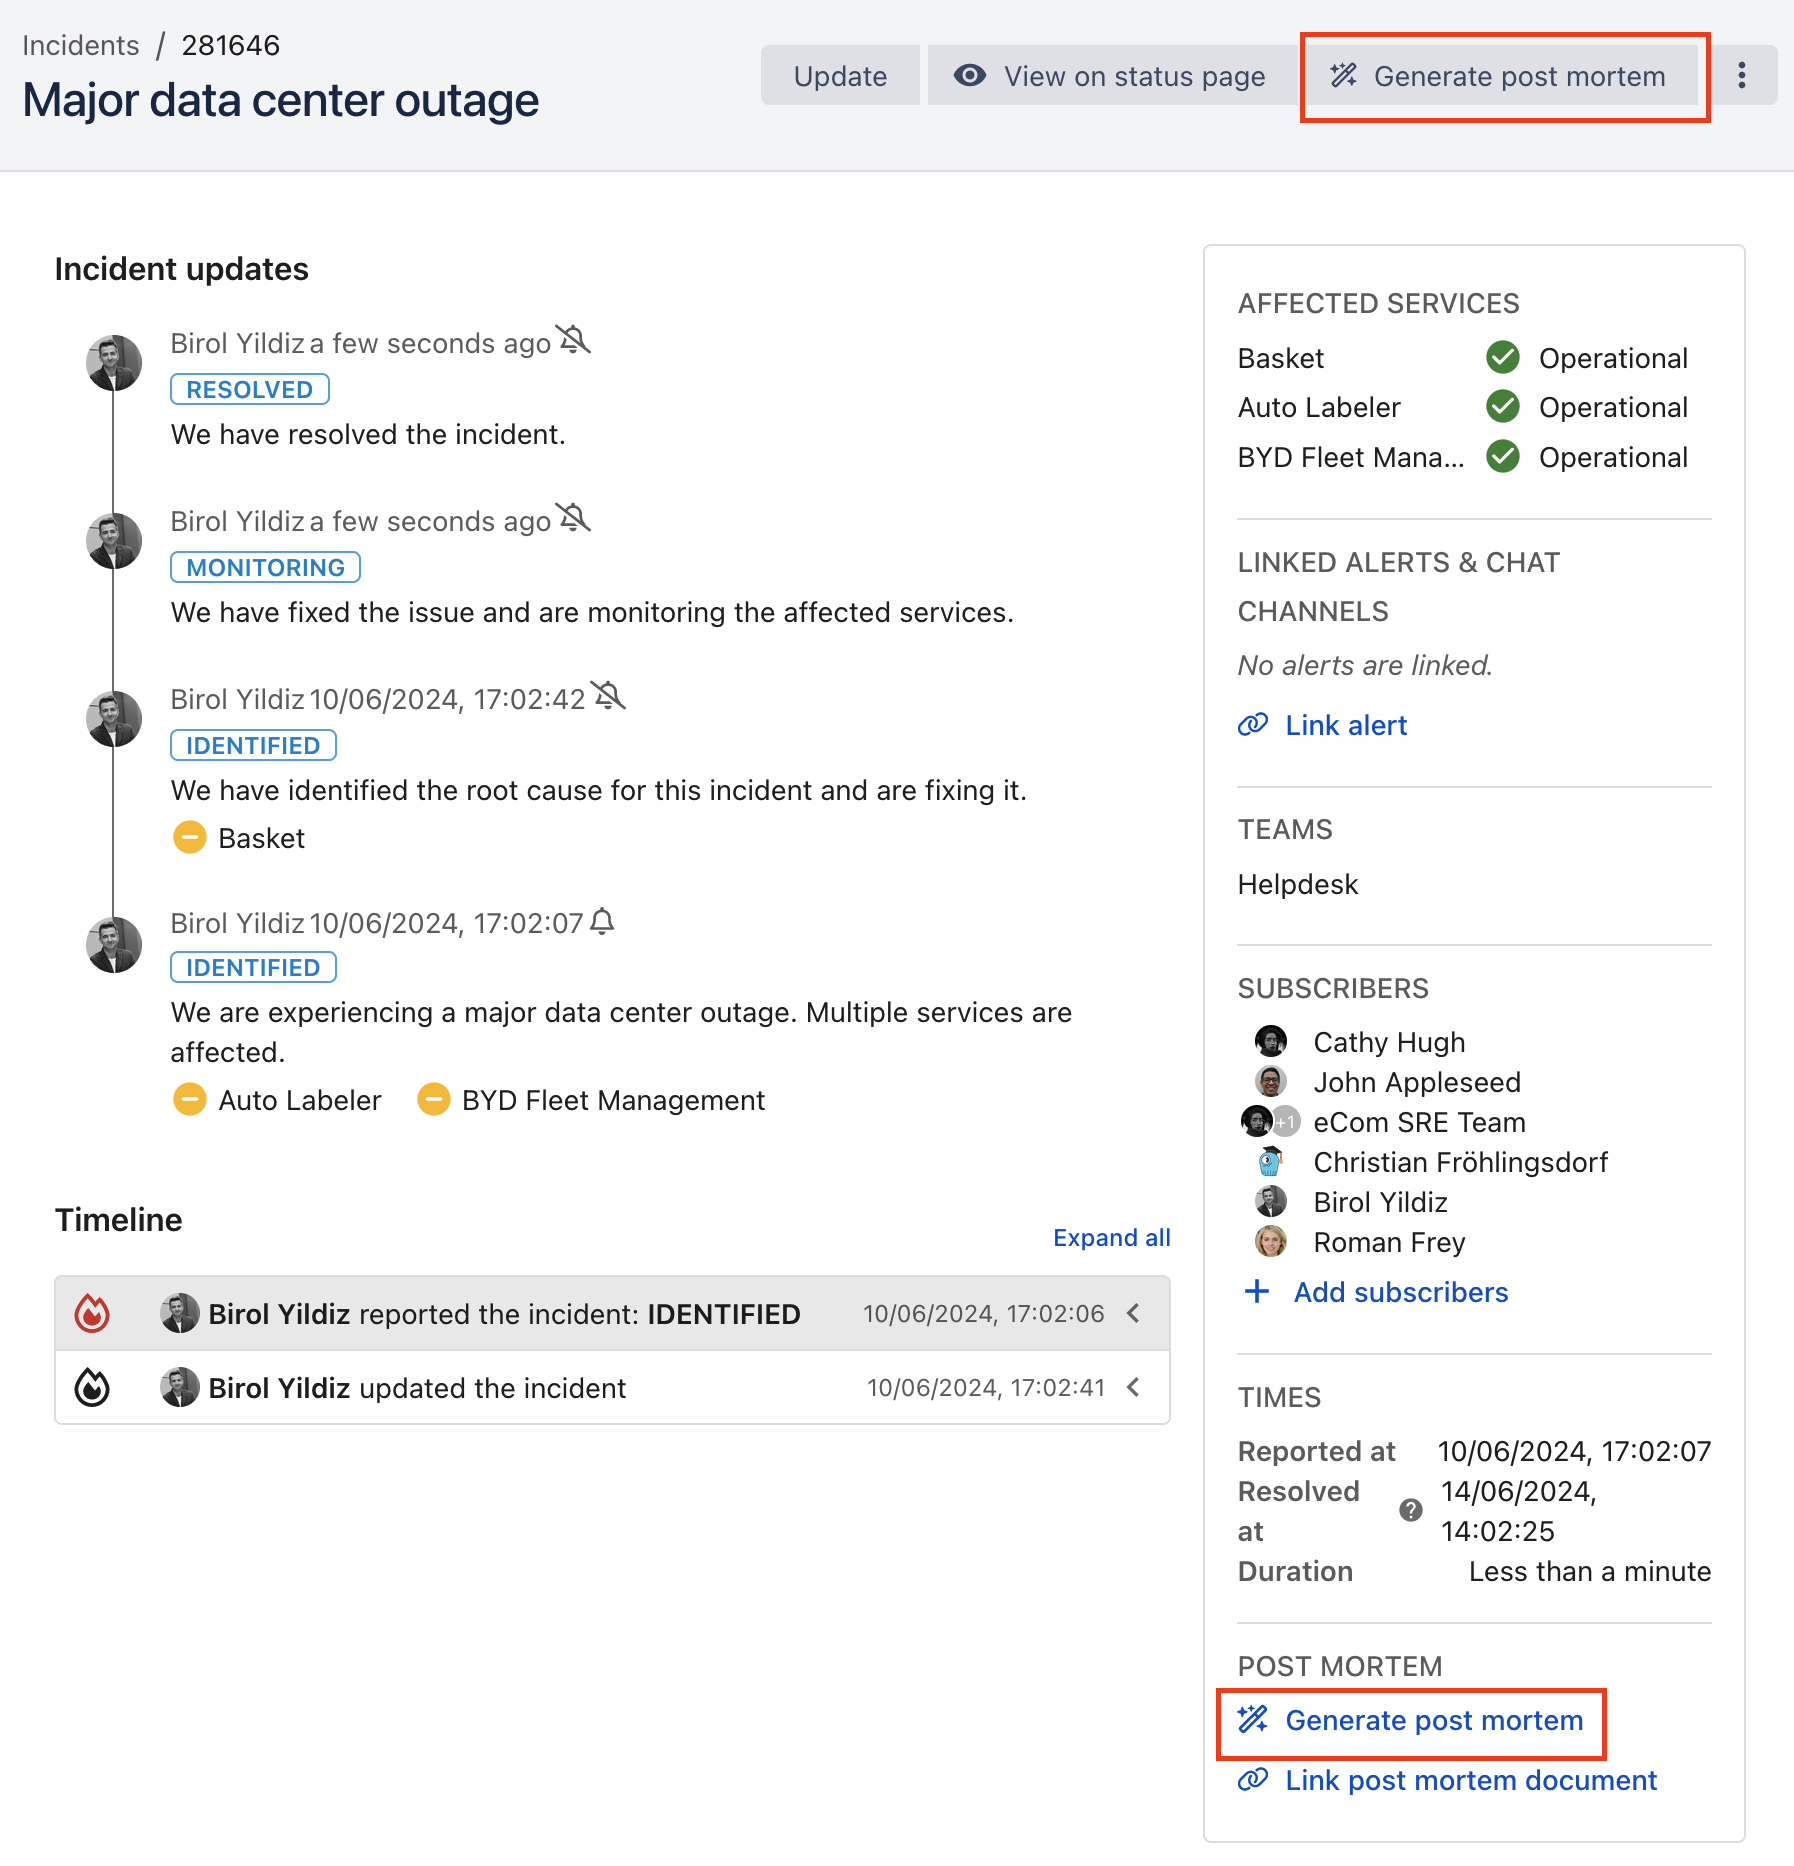 Incidents / 281646
Major data center outage
Update
View on status page
Generate post mortem
Incident updates
Birol Yildiz a few seconds ago
RESOLVED
We have resolved the incident.
Birol Yildiz a few seconds ago
MONITORING
We have fixed the issue and are monitoring the affected services.
Birol Yildiz 10/06/2024, 17:02:42
IDENTIFIED
We have identified the root cause for this incident and are fixing it.
Basket
Birol Yildiz 10/06/2024, 17:02:07
IDENTIFIED
We are experiencing a major data center outage. Multiple services are
affected.
Auto Labeler BYD Fleet Management
Timeline
Expand all
Birol Yildiz reported the incident: IDENTIFIED 10/06/2024, 17:02:06
Birol Yildiz updated the incident 10/06/2024, 17:02:41
AFFECTED SERVICES
Basket Operational
Auto Labeler Operational
BYD Fleet Mana... Operational
LINKED ALERTS & CHAT
CHANNELS
No alerts are linked.
Link alert
TEAMS
Helpdesk
SUBSCRIBERS
Cathy Hugh
John Appleseed
+1 eCom SRE Team
Christian Fröhlingsdorf
Birol Yildiz
Roman Frey
Add subscribers
TIMES
Reported at 10/06/2024, 17:02:07
Resolved 14/06/2024,
at 14:02:25
Duration Less than a minute
POST MORTEM
Generate post mortem
Link post mortem document